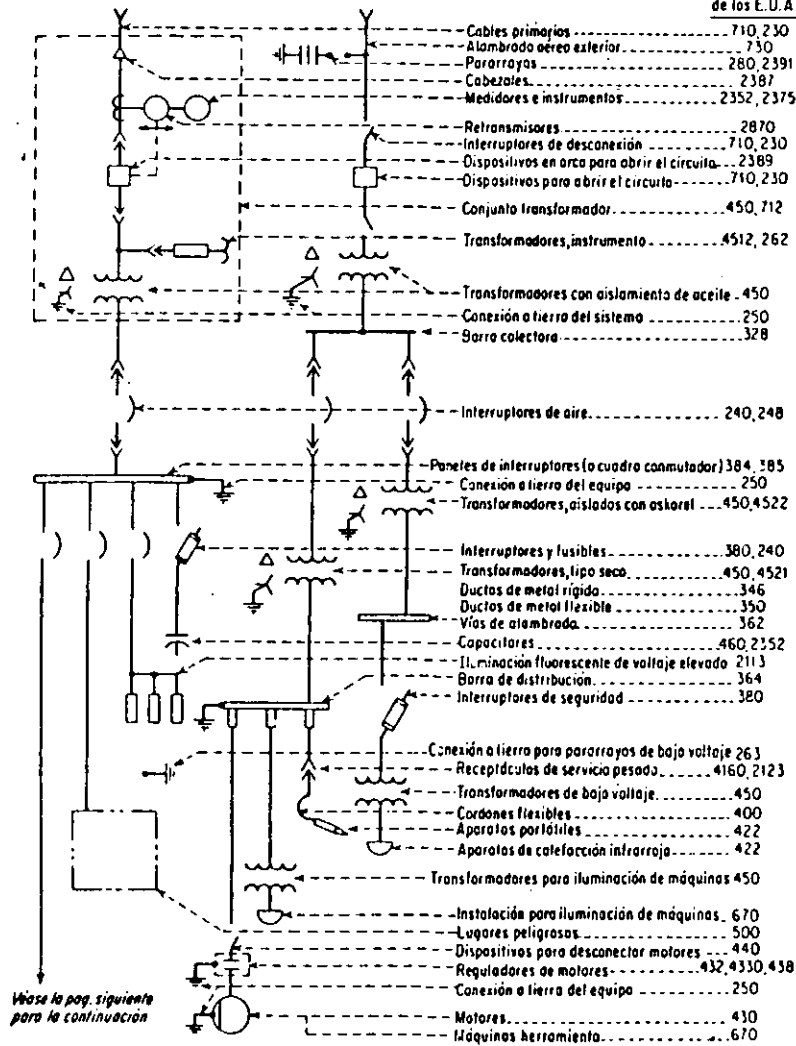 de los E.U.A
Cables primarios 710, 230
Alambrado aéreo exterior 730
Pararrayos 280, 2391
Cabezales 2387
Medidores e instrumentos 2352, 2375
Retransmisores 2870
Interruptores de desconexión 710, 230
Dispositivos en arca para abrir el circuito 2389
Dispositivos para abrir el circuito 710, 230
Conjunto transformador 450, 712
Transformadores, instrumento 4512, 262
Transformadores con aislamiento de aceite 450
Conexión a tierra del sistema 250
Barra colectora 328
Interruptores de aire 240, 248
Paneles de interruptores (o cuadro conmutador) 384, 385
Conexión a tierra del equipo 250
Transformadores, aislados con askarel 450, 4522
Interruptores y fusibles 380, 240
Transformadores, tipo seco 450, 4521
Ductos de metal rígido 346
Ductos de metal flexible 350
Vías de alambrado 362
Capacitores 460, 2352
Iluminación fluorescente de voltaje elevado 2113
Barra de distribución 364
Interruptores de seguridad 380
Conexión a tierra para pararrayos de bajo voltaje 263
Receptáculos de servicio pesado 4160, 2123
Transformadores de bajo voltaje 450
Cordones flexibles 400
Aparatos portátiles 422
Aparatos de calefacción infrarroja 422
Transformadores para iluminación de máquinas 450
Instalación para iluminación de máquinas 670
Lugares peligrosos 500
Dispositivos para desconectar motores 440
Reguladores de motores 432, 4330, 438
Conexión a tierra del equipo 250
Véase la pag. siguiente
para la continuación
Motores 430
Máquinas herramienta 670